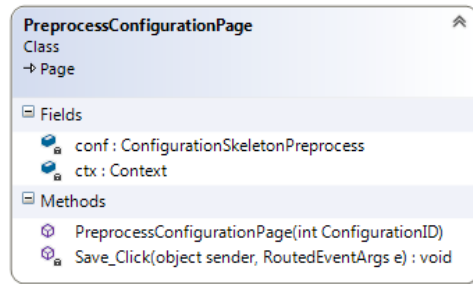 PreprocessConfigurationPage
Class
Page
Fields
conf : ConfigurationSkeletonPreprocess
ctx : Context
Methods
PreprocessConfigurationPage(int ConfigurationID)
Save_Click(object sender, RoutedEventArgs e) : void